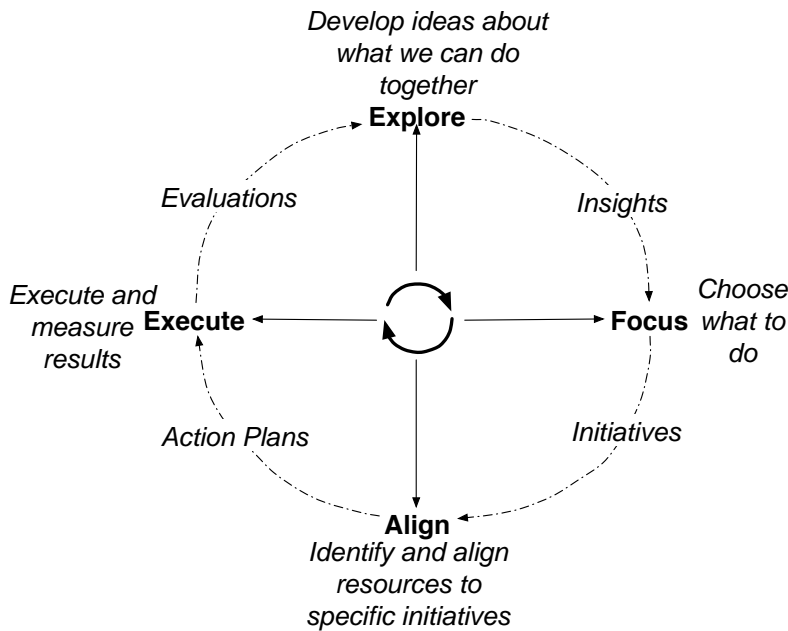 Develop ideas about
what we can do
together
Explore
Evaluations
Insights
Execute and
measure
results
Execute
Focus
Choose
what to
do
Action Plans
Initiatives
Align
Identify and align
resources to
specific initiatives